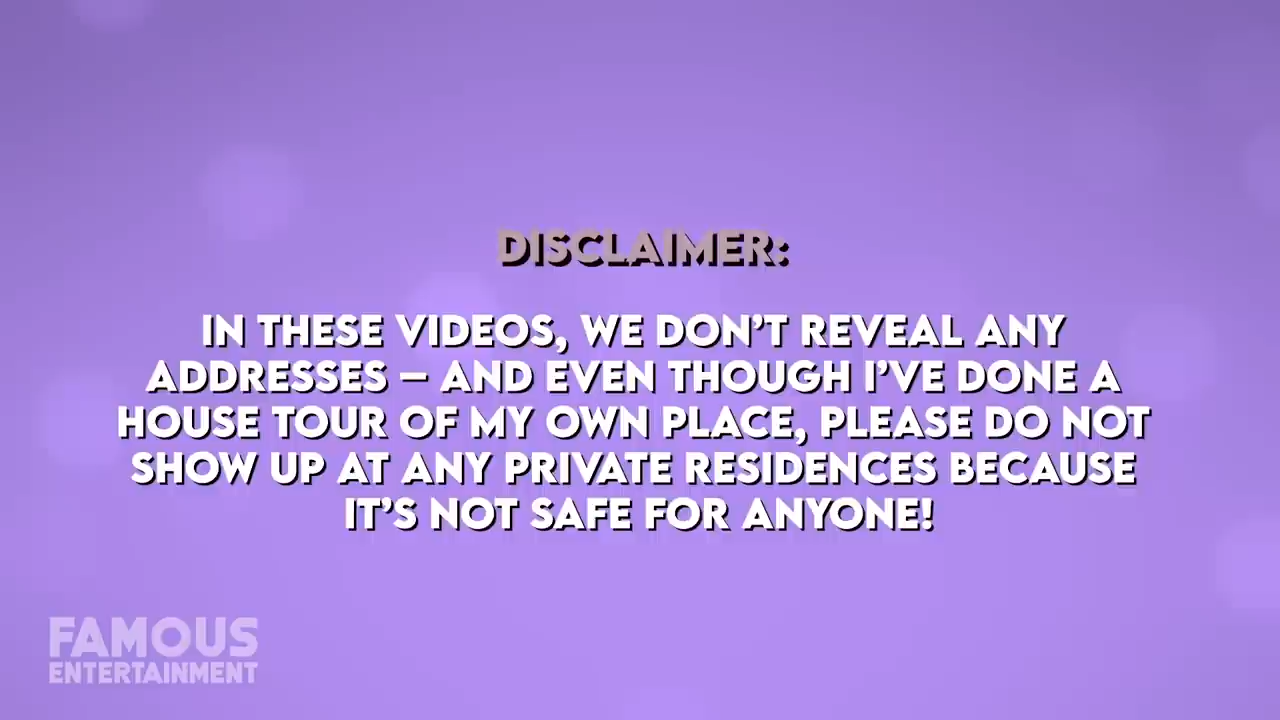 DISCLAIMER:
IN THESE VIDEOS, WE DON'T REVEAL ANY
ADDRESSES – AND EVEN THOUGH I'VE DONE A
HOUSE TOUR OF MY OWN PLACE, PLEASE DO NOT
SHOW UP AT ANY PRIVATE RESIDENCES BECAUSE
IT'S NOT SAFE FOR ANYONE!
FAMOUS
ENTERTAINMENT